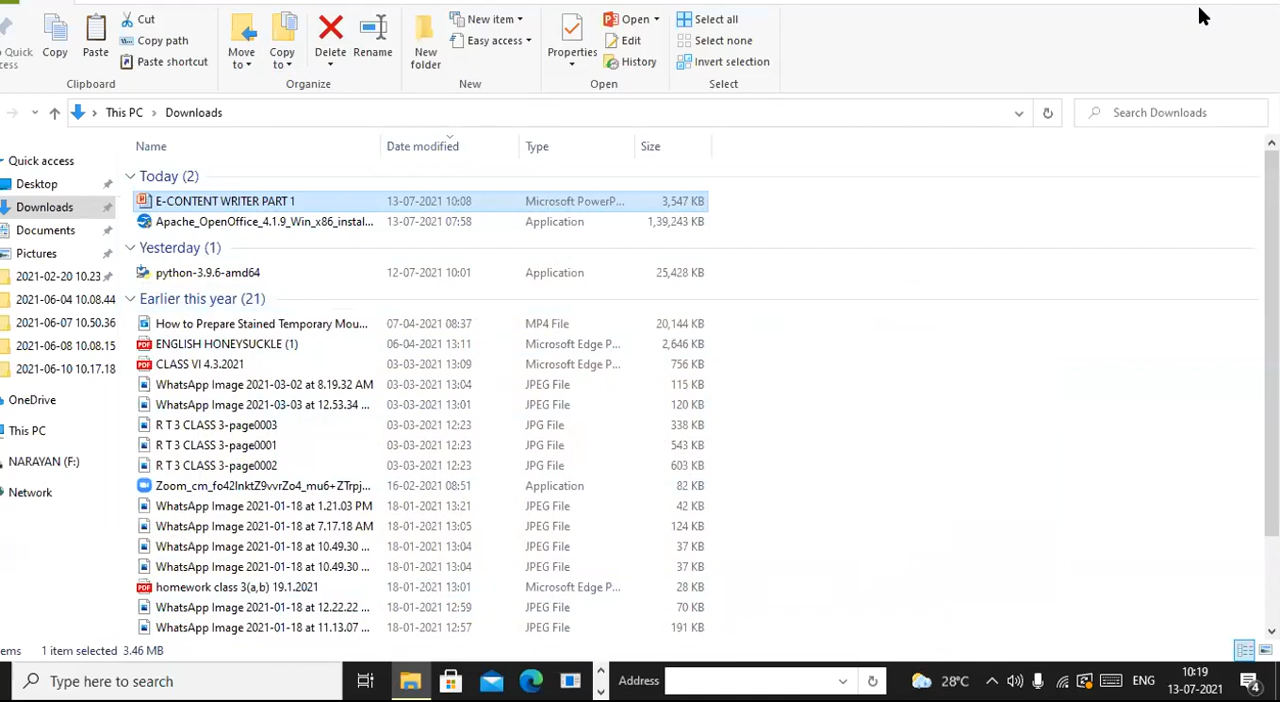 Quick
cess
Copy
Paste
Cut
Copy path
Paste shortcut
Clipboard
Move to
Copy to
Delete
Rename
Organize
New folder
New item
Easy access
New
Properties
Open
Edit
History
Open
Select all
Select none
Invert selection
Select
This PC
Downloads
Search Downloads
Name Date modified Type Size
Quick access
Desktop
Downloads
Documents
Pictures
2021-02-20 10.23
2021-06-04 10.08.44
2021-06-07 10.50.36
2021-06-08 10.08.15
2021-06-10 10.17.18
OneDrive
This PC
NARAYAN (F:)
Network
Today (2)
E-CONTENT WRITER PART 1 13-07-2021 10:08 Microsoft PowerP... 3,547 KB
Apache_OpenOffice_4.1.9_Win_x86_instal... 13-07-2021 07:58 Application 1,39,243 KB
Yesterday (1)
python-3.9.6-amd64 12-07-2021 10:01 Application 25,428 KB
Earlier this year (21)
How to Prepare Stained Temporary Mou... 07-04-2021 08:37 MP4 File 20,144 KB
ENGLISH HONEYSUCKLE (1) 06-04-2021 13:11 Microsoft Edge P... 2,646 KB
CLASS VI 4.3.2021 03-03-2021 13:09 Microsoft Edge P... 756 KB
WhatsApp Image 2021-03-02 at 8.19.32 AM 03-03-2021 13:04 JPEG File 115 KB
WhatsApp Image 2021-03-03 at 12.53.34 ... 03-03-2021 13:01 JPEG File 120 KB
R T 3 CLASS 3-page0003 03-03-2021 12:23 JPG File 338 KB
R T 3 CLASS 3-page0001 03-03-2021 12:23 JPG File 543 KB
R T 3 CLASS 3-page0002 03-03-2021 12:23 JPG File 603 KB
Zoom_cm_fo42InktZ9vvrZo4_mu6+ZTrpj... 16-02-2021 08:51 Application 82 KB
WhatsApp Image 2021-01-18 at 1.21.03 PM 18-01-2021 13:21 JPEG File 42 KB
WhatsApp Image 2021-01-18 at 7.17.18 AM 18-01-2021 13:05 JPEG File 124 KB
WhatsApp Image 2021-01-18 at 10.49.30 ... 18-01-2021 13:04 JPEG File 37 KB
WhatsApp Image 2021-01-18 at 10.49.30 ... 18-01-2021 13:04 JPEG File 37 KB
homework class 3(a,b) 19.1.2021 18-01-2021 13:01 Microsoft Edge P... 28 KB
WhatsApp Image 2021-01-18 at 12.22.22 ... 18-01-2021 12:59 JPEG File 70 KB
WhatsApp Image 2021-01-18 at 11.13.07 ... 18-01-2021 12:57 JPEG File 191 KB
ems 1 item selected 3.46 MB
Type here to search
Address
28°C
ENG
10:19
13-07-2021
4